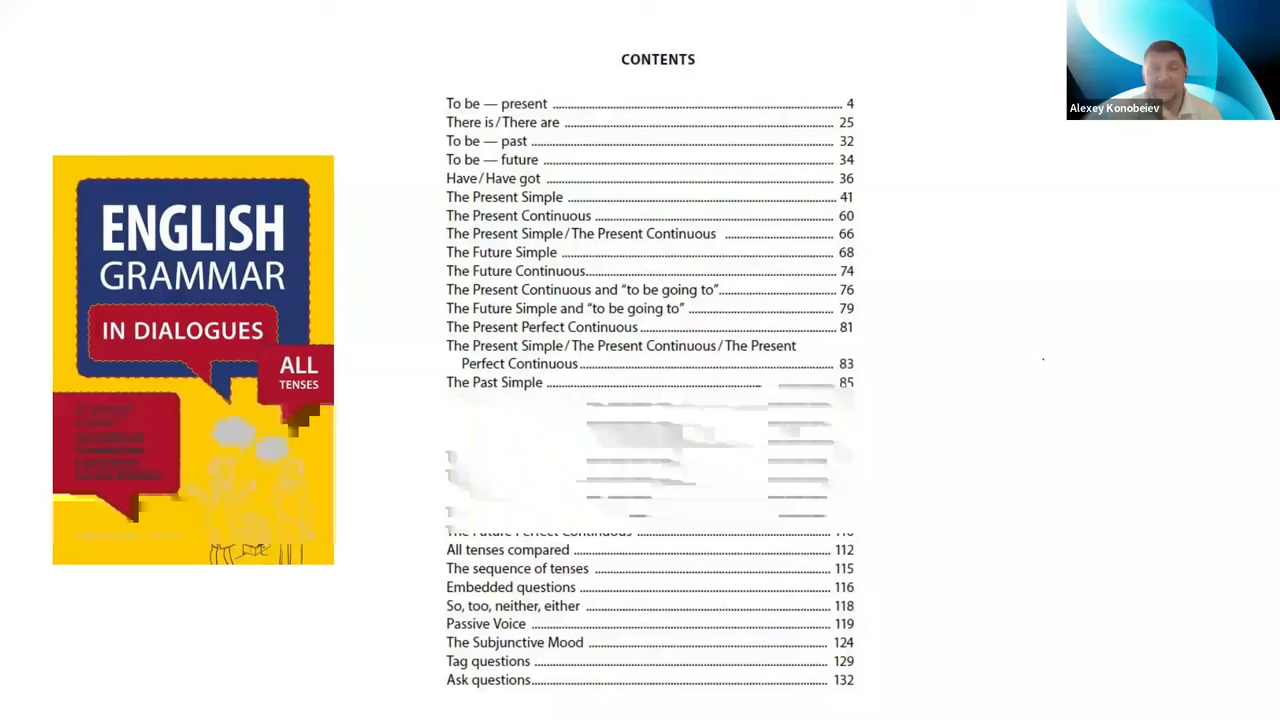 CONTENTS
To be — present 4
There is / There are 25
To be — past 32
To be — future 34
Have / Have got 36
The Present Simple 41
The Present Continuous 60
The Present Simple / The Present Continuous 66
The Future Simple 68
The Future Continuous 74
The Present Continuous and “to be going to” 76
The Future Simple and “to be going to” 79
The Present Perfect Continuous 81
The Present Simple / The Present Continuous / The Present
Perfect Continuous 83
The Past Simple 85
The Future Perfect Continuous
All tenses compared 112
The sequence of tenses 115
Embedded questions 116
So, too, neither, either 118
Passive Voice 119
The Subjunctive Mood 124
Tag questions 129
Ask questions 132
ENGLISH
GRAMMAR
IN DIALOGUES
ALL
TENSES
Alexey Konobeiev